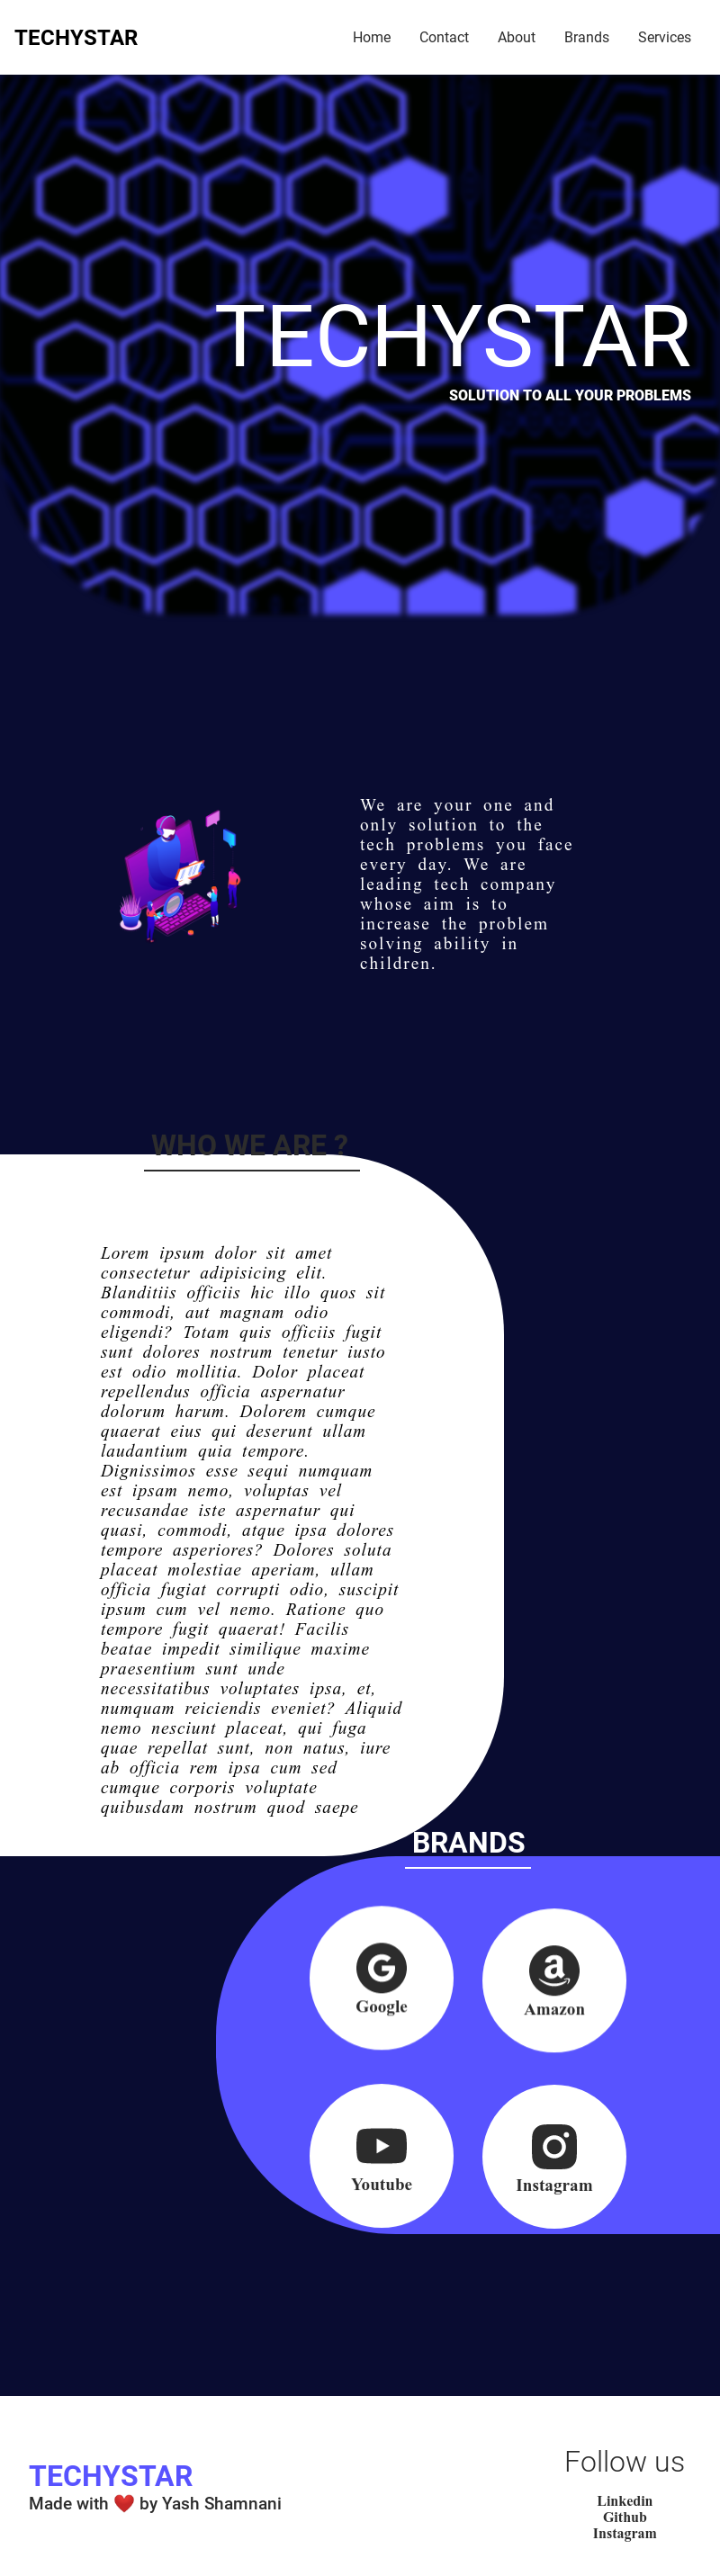 TECHYSTAR
Home Contact About Brands Services
TECHYSTAR
SOLUTION TO ALL YOUR PROBLEMS
We are your one and
only solution to the
tech problems you face
every day. We are
leading tech company
whose aim is to
increase the problem
solving ability in
children.
WHO WE ARE ?
Lorem ipsum dolor sit amet
consectetur adipisicing elit.
Blanditiis officiis hic illo quos sit
commodi, aut magnam odio
eligendi? Totam quis officiis fugit
sunt dolores nostrum tenetur iusto
est odio mollitia. Dolor placeat
repellendus officia aspernatur
dolorum harum. Dolorem cumque
quaerat eius qui deserunt ullam
laudantium quia tempore.
Dignissimos esse sequi numquam
est ipsam nemo, voluptas vel
recusandae iste aspernatur qui
quasi, commodi, atque ipsa dolores
tempore asperiores? Dolores soluta
placeat molestiae aperiam, ullam
officia fugiat corrupti odio, suscipit
ipsum cum vel nemo. Ratione quo
tempore fugit quaerat! Facilis
beatae impedit similique maxime
praesentium sunt unde
necessitatibus voluptates ipsa, et,
numquam reiciendis eveniet? Aliquid
nemo nesciunt placeat, qui fuga
quae repellat sunt, non natus, iure
ab officia rem ipsa cum sed
cumque corporis voluptate
quibusdam nostrum quod saepe
BRANDS
Google
Amazon
Youtube
Instagram
TECHYSTAR
Made with ❤️ by Yash Shamnani
Follow us
Linkedin
Github
Instagram